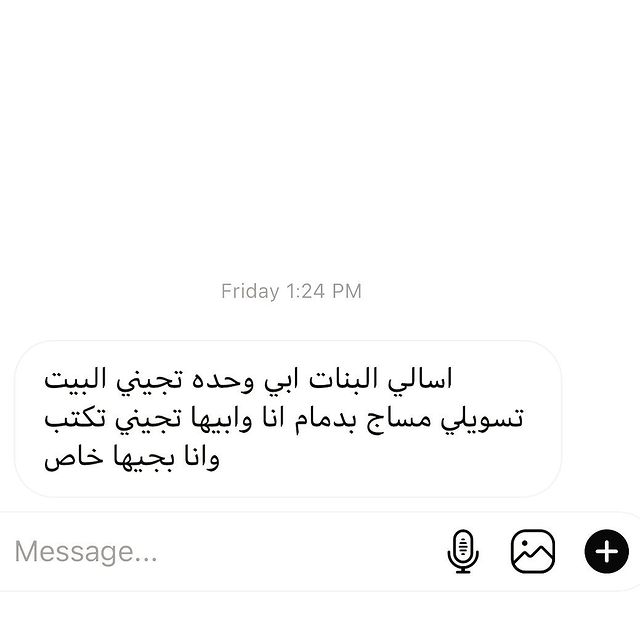 Friday 1:24 PM
اسالي البنات ابي وحده تجيني البيت
تسويلي مساج بدمام انا وابيها تجيني تكتب
وانا بجيها خاص
Message...